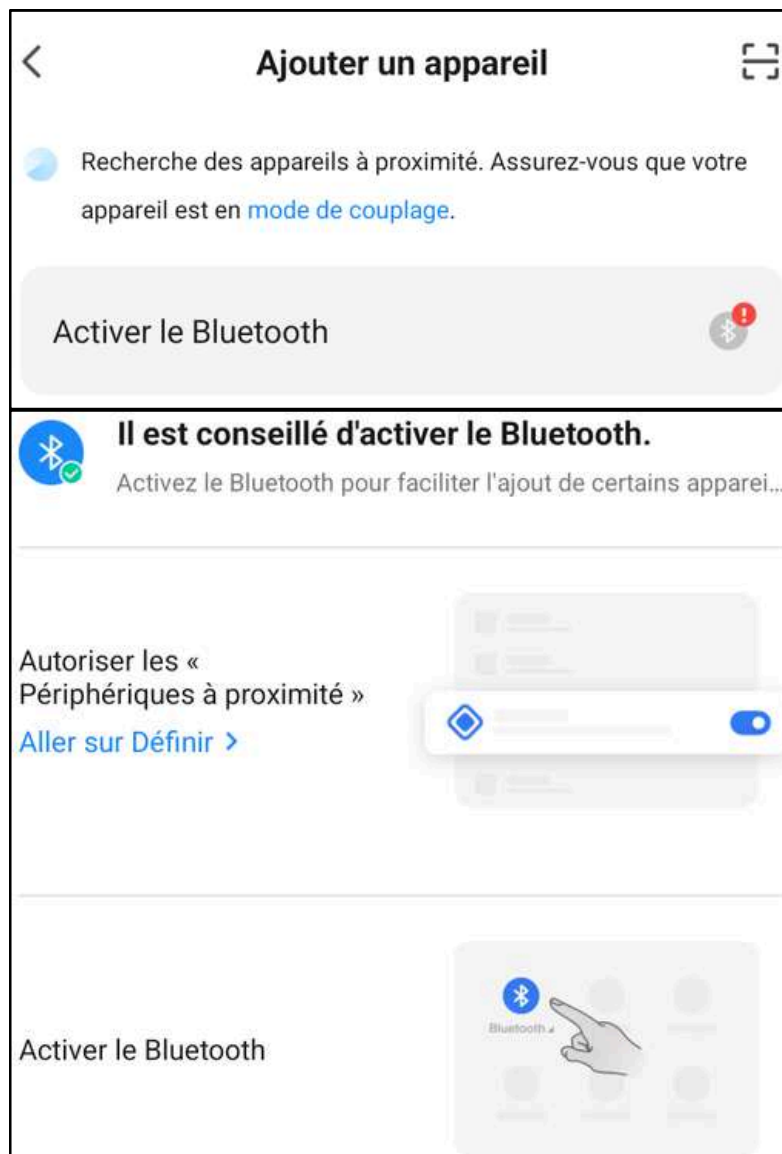 Ajouter un appareil
Recherche des appareils à proximité. Assurez-vous que votre
appareil est en mode de couplage.
Activer le Bluetooth
Il est conseillé d'activer le Bluetooth.
Activez le Bluetooth pour faciliter l'ajout de certains apparei...
Autoriser les «
Périphériques à proximité »
Aller sur Définir >
Bluetooth
Activer le Bluetooth